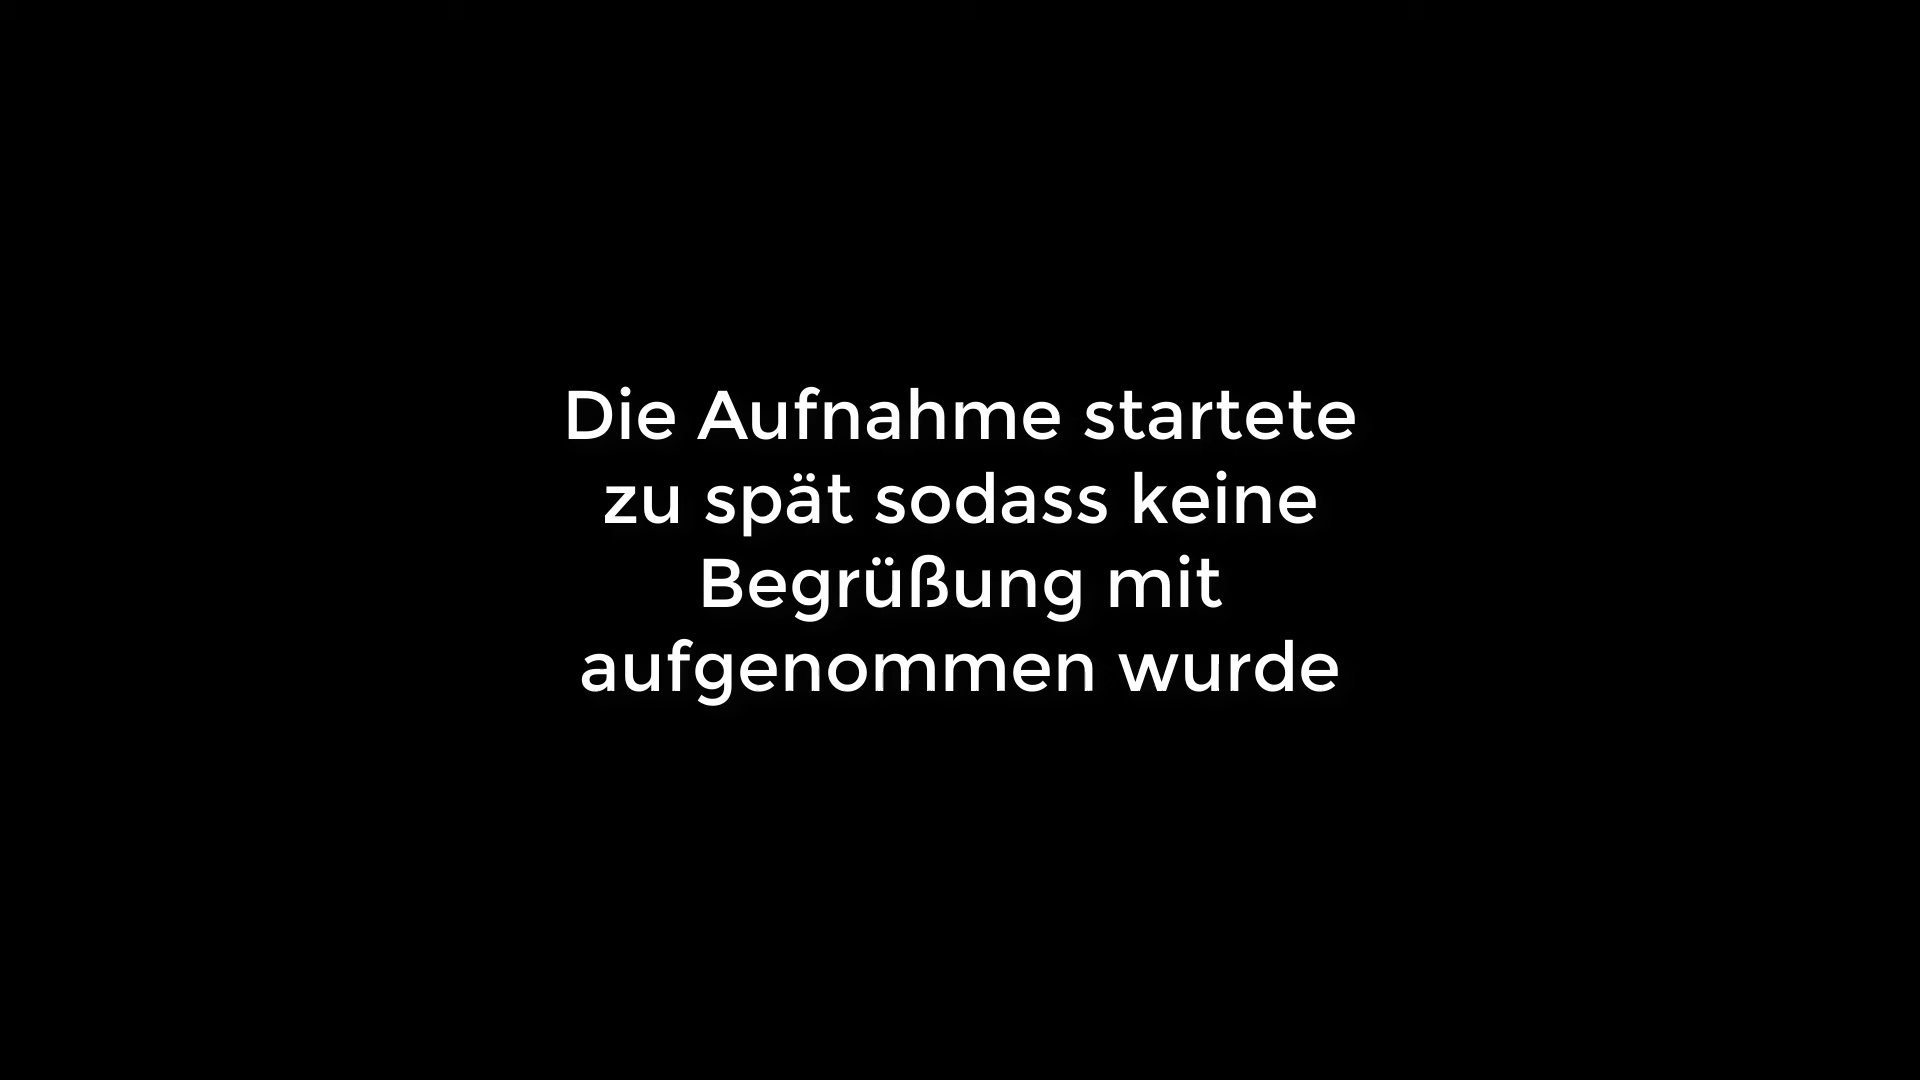 Die Aufnahme startete
zu spät sodass keine
Begrüßung mit
aufgenommen wurde